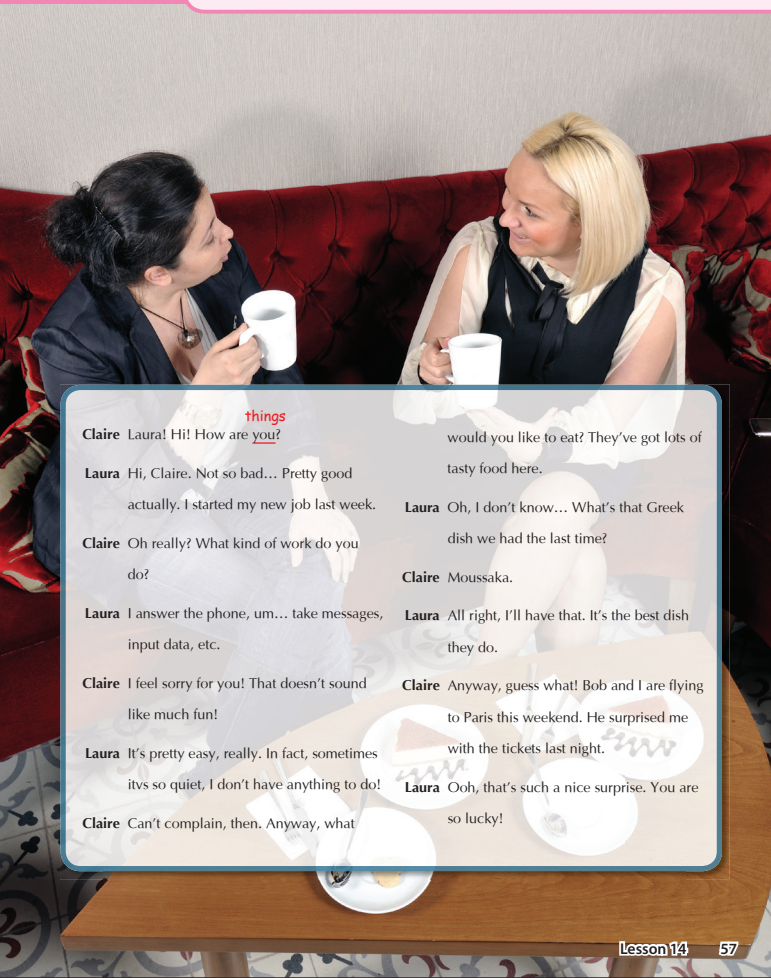 things
Claire Laura! Hi! How are you?
Laura Hi, Claire. Not so bad… Pretty good
actually. I started my new job last week.
Claire Oh really? What kind of work do you
do?
Laura I answer the phone, um… take messages,
input data, etc.
Claire I feel sorry for you! That doesn't sound
like much fun!
Laura It's pretty easy, really. In fact, sometimes
itvs so quiet, I don't have anything to do!
Claire Can't complain, then. Anyway, what
would you like to eat? They've got lots of
tasty food here.
Laura Oh, I don't know… What's that Greek
dish we had the last time?
Claire Moussaka.
Laura All right, I'll have that. It's the best dish
they do.
Claire Anyway, guess what! Bob and I are flying
to Paris this weekend. He surprised me
with the tickets last night.
Laura Ooh, that's such a nice surprise. You are
so lucky!
Lesson 14 57